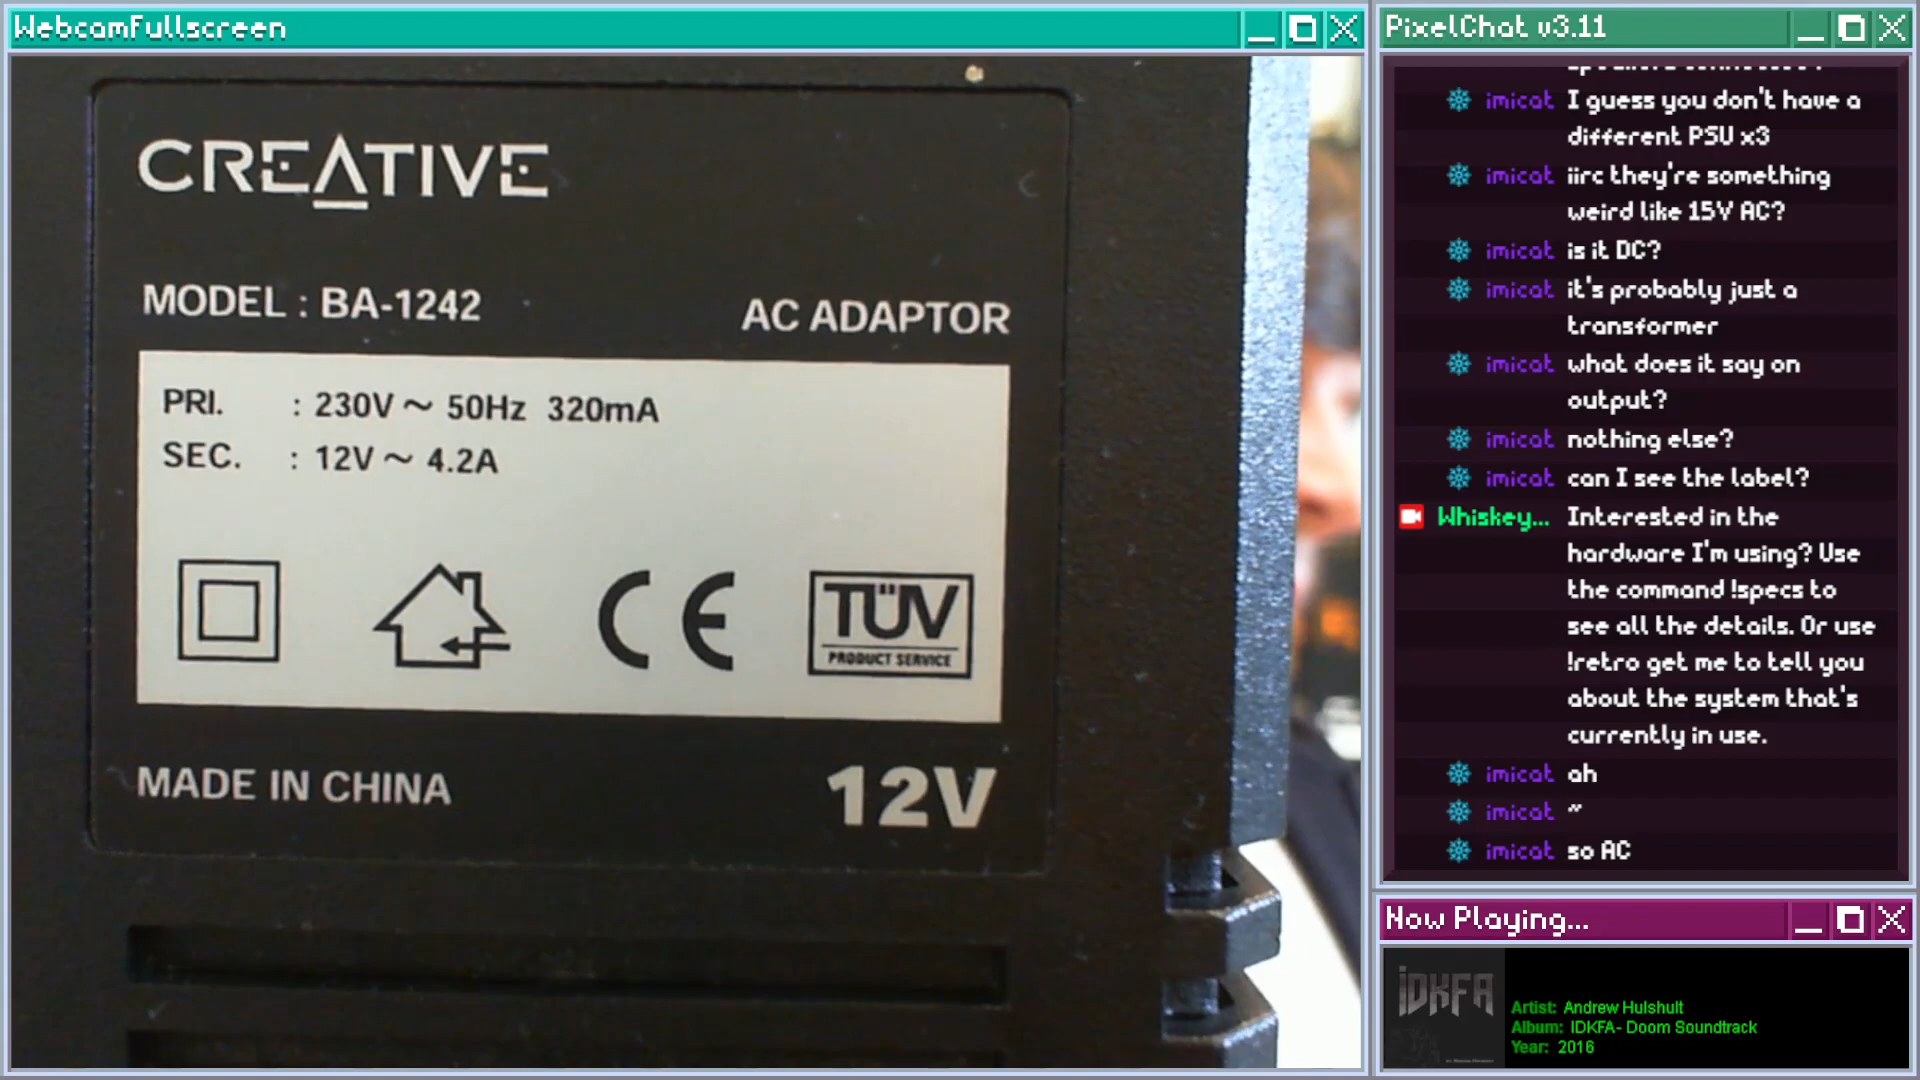 WebcamFullscreen
CREATIVE
MODEL : BA-1242
AC ADAPTOR
PRI. : 230V ~ 50Hz 320mA
SEC. : 12V ~ 4.2A
CE
TÜV
PRODUCT SERVICE
MADE IN CHINA
12V
PixelChat v3.11
imicat I guess you don't have a
different PSU x3
imicat iirc they're something
weird like 15V AC?
imicat is it DC?
imicat it's probably just a
transformer
imicat what does it say on
output?
imicat nothing else?
imicat can I see the label?
Whiskey... Interested in the
hardware I'm using? Use
the command !specs to
see all the details. Or use
!retro get me to tell you
about the system that's
currently in use.
imicat ah
imicat ~
imicat so AC
Now Playing...
IDKFA
Artist: Andrew Hulshult
Album: IDKFA- Doom Soundtrack
Year: 2016